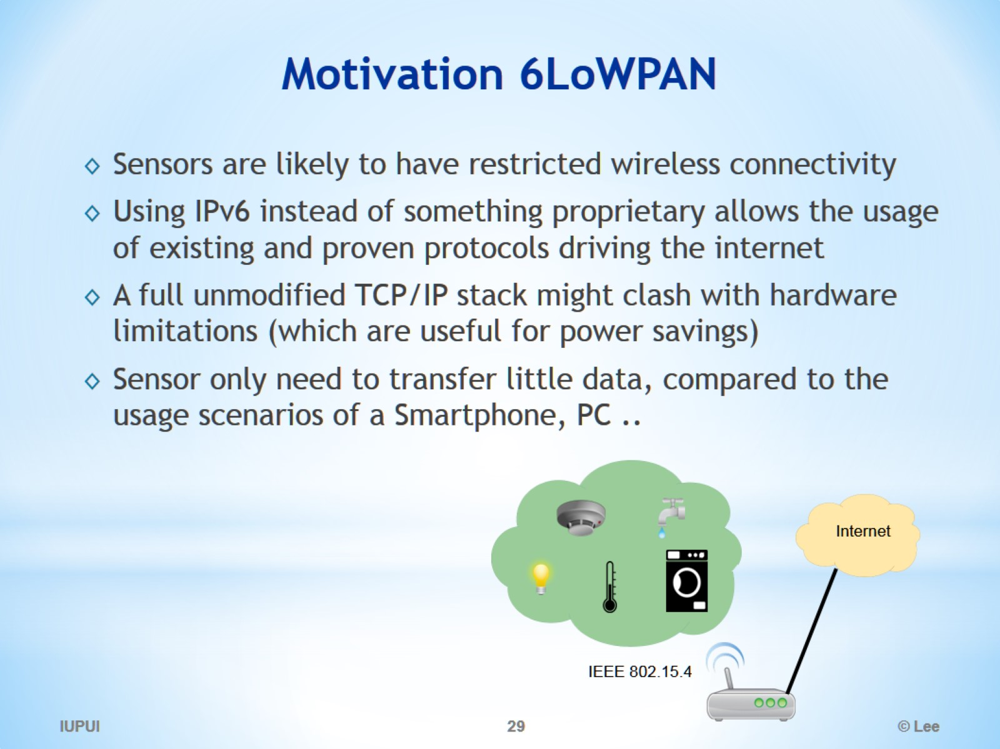 Motivation 6LoWPAN
Sensors are likely to have restricted wireless connectivity
Using IPv6 instead of something proprietary allows the usage
of existing and proven protocols driving the internet
A full unmodified TCP/IP stack might clash with hardware
limitations (which are useful for power savings)
Sensor only need to transfer little data, compared to the
usage scenarios of a Smartphone, PC ..
Internet
IEEE 802.15.4
IUPUI
29
© Lee